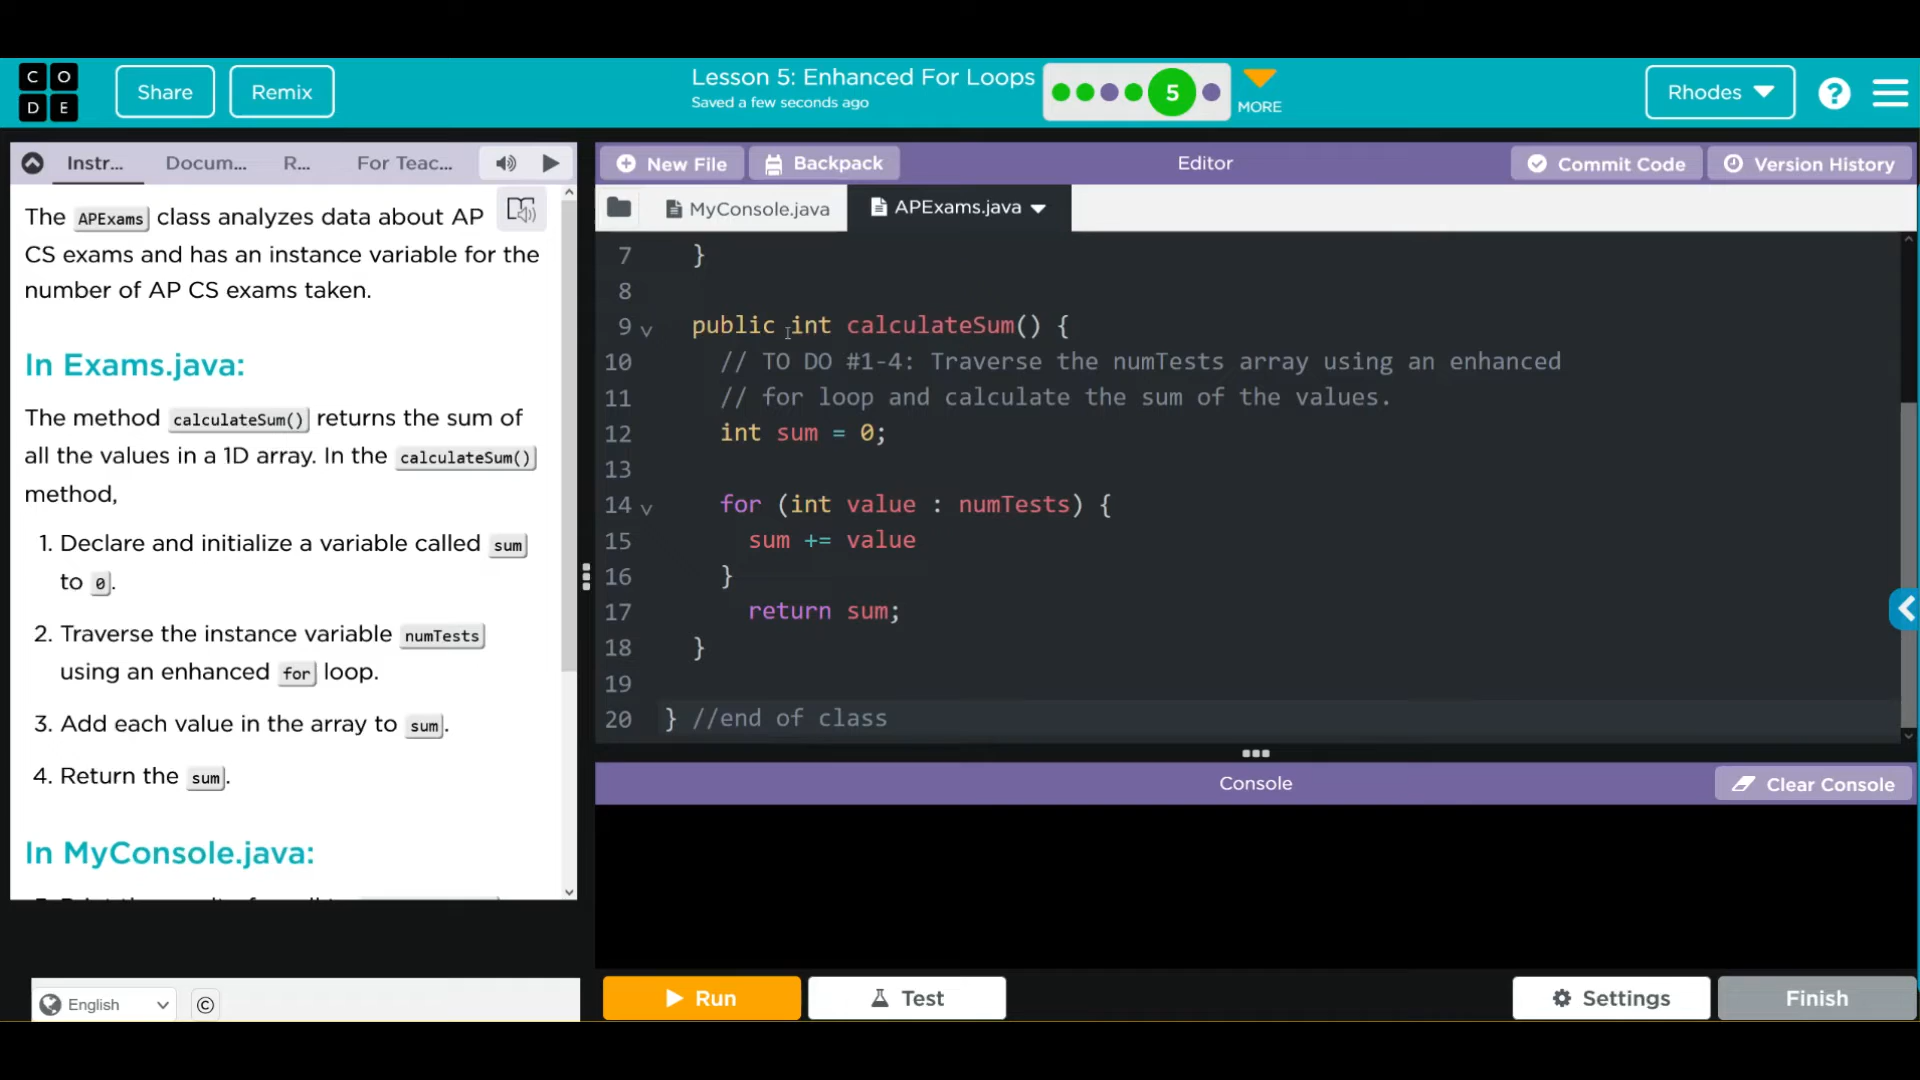 C O
D E
Share
Remix
Lesson 5: Enhanced For Loops
Saved a few seconds ago
5
MORE
Rhodes
?
Instr...
Docum...
R...
For Teac...
New File
Backpack
Editor
Commit Code
Version History
The APExams class analyzes data about AP
CS exams and has an instance variable for the
number of AP CS exams taken.
In Exams.java:
The method calculateSum() returns the sum of
all the values in a 1D array. In the calculateSum()
method,
1. Declare and initialize a variable called sum
to 0.
2. Traverse the instance variable numTests
using an enhanced for loop.
3. Add each value in the array to sum.
4. Return the sum.
In MyConsole.java:
MyConsole.java
APExams.java
7 }
8
9 public int calculateSum() {
10 // TO DO #1-4: Traverse the numTests array using an enhanced
11 // for loop and calculate the sum of the values.
12 int sum = 0;
13
14 for (int value : numTests) {
15 sum += value
16 }
17 return sum;
18 }
19
20 } //end of class
Console
Clear Console
English
©
Run
Test
Settings
Finish